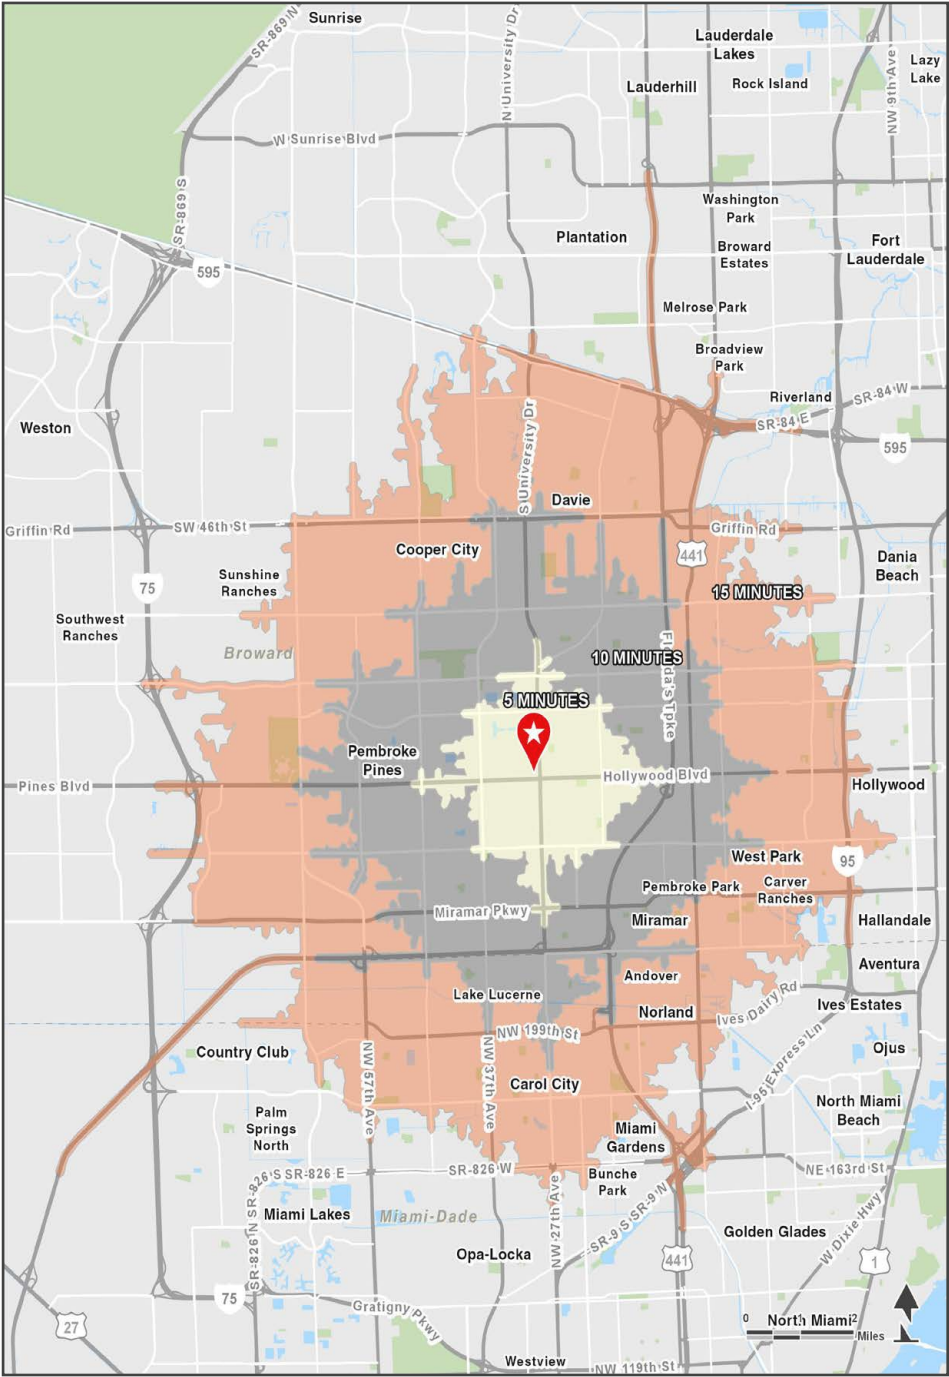 Sunrise
SR-869 N
N University Dr
Lauderdale
Lakes
Lazy
Lake
Lauderhill
Rock Island
NW 9th Ave
W Sunrise Blvd
SR-869 S
Washington
Park
Plantation
Broward
Estates
Fort
Lauderdale
595
Melrose Park
Broadview
Park
Riverland
SR-84 W
SR-84 E
Weston
595
S University Dr
Davie
Griffin Rd
SW 46th St
Griffin Rd
Cooper City
441
Dania
Beach
75
Sunshine
Ranches
15 MINUTES
Southwest
Ranches
Broward
10 MINUTES
Florida's Tpke
5 MINUTES
Pembroke
Pines
Hollywood Blvd
Pines Blvd
Hollywood
West Park
95
Pembroke Park
Carver
Ranches
Miramar Pkwy
Miramar
Hallandale
Aventura
Andover
Lake Lucerne
Norland
Ives Dairy Rd
Ives Estates
NW 199th St
Country Club
NW 57th Ave
NW 37th Ave
I-95 Express Ln
Ojus
Carol City
North Miami
Beach
Palm
Springs
North
Miami
Gardens
SR-826 S
SR-826 E
SR-826 W
NE 163rd St
Bunche
Park
SR-826 N
Miami Lakes
Miami-Dade
NW 27th Ave
SR-9 S
SR-9 N
Golden Glades
W Dixie Hwy
Opa-Locka
441
1
75
Gratigny Pkwy
27
0
1
2
North Miami
Miles
Westview
NW 119th St